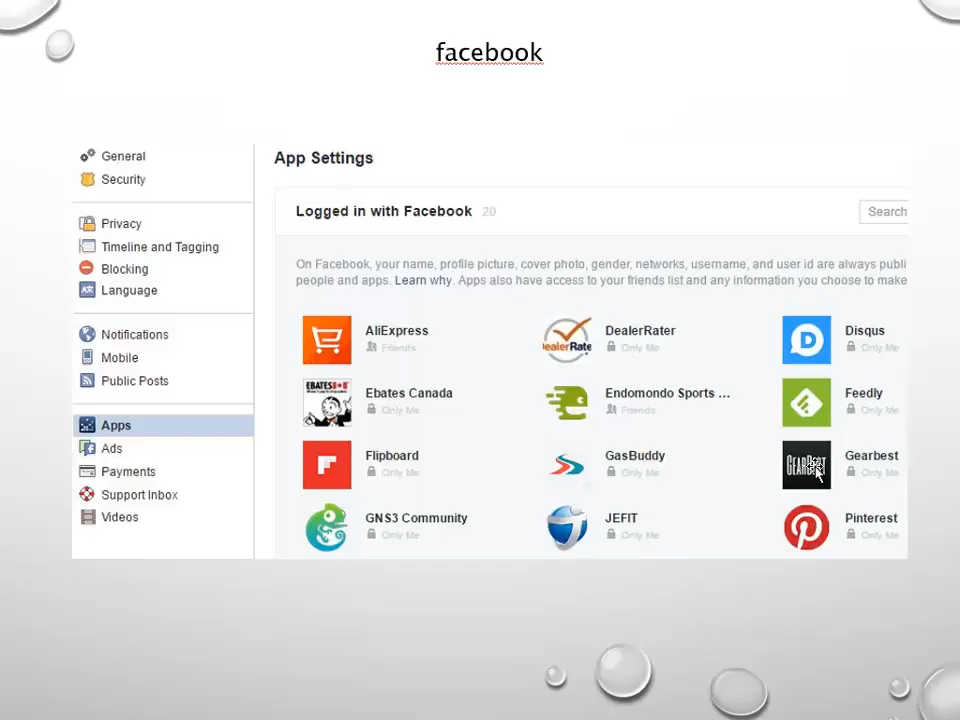 facebook
General
Security
Privacy
Timeline and Tagging
Blocking
Language
Notifications
Mobile
Public Posts
Apps
Ads
Payments
Support Inbox
Videos
App Settings
Logged in with Facebook 20
Search
On Facebook, your name, profile picture, cover photo, gender, networks, username, and user id are always publi
people and apps. Learn why. Apps also have access to your friends list and any information you choose to make
AliExpress
Friends
DealerRater
Only Me
Disqus
Only Me
EBATES
Ebates Canada
Only Me
Endomondo Sports ...
Friends
Feedly
Only Me
Flipboard
Only Me
GasBuddy
Only Me
GEARBEST
Gearbest
Only Me
GNS3 Community
Only Me
JEFIT
Only Me
Pinterest
Only Me